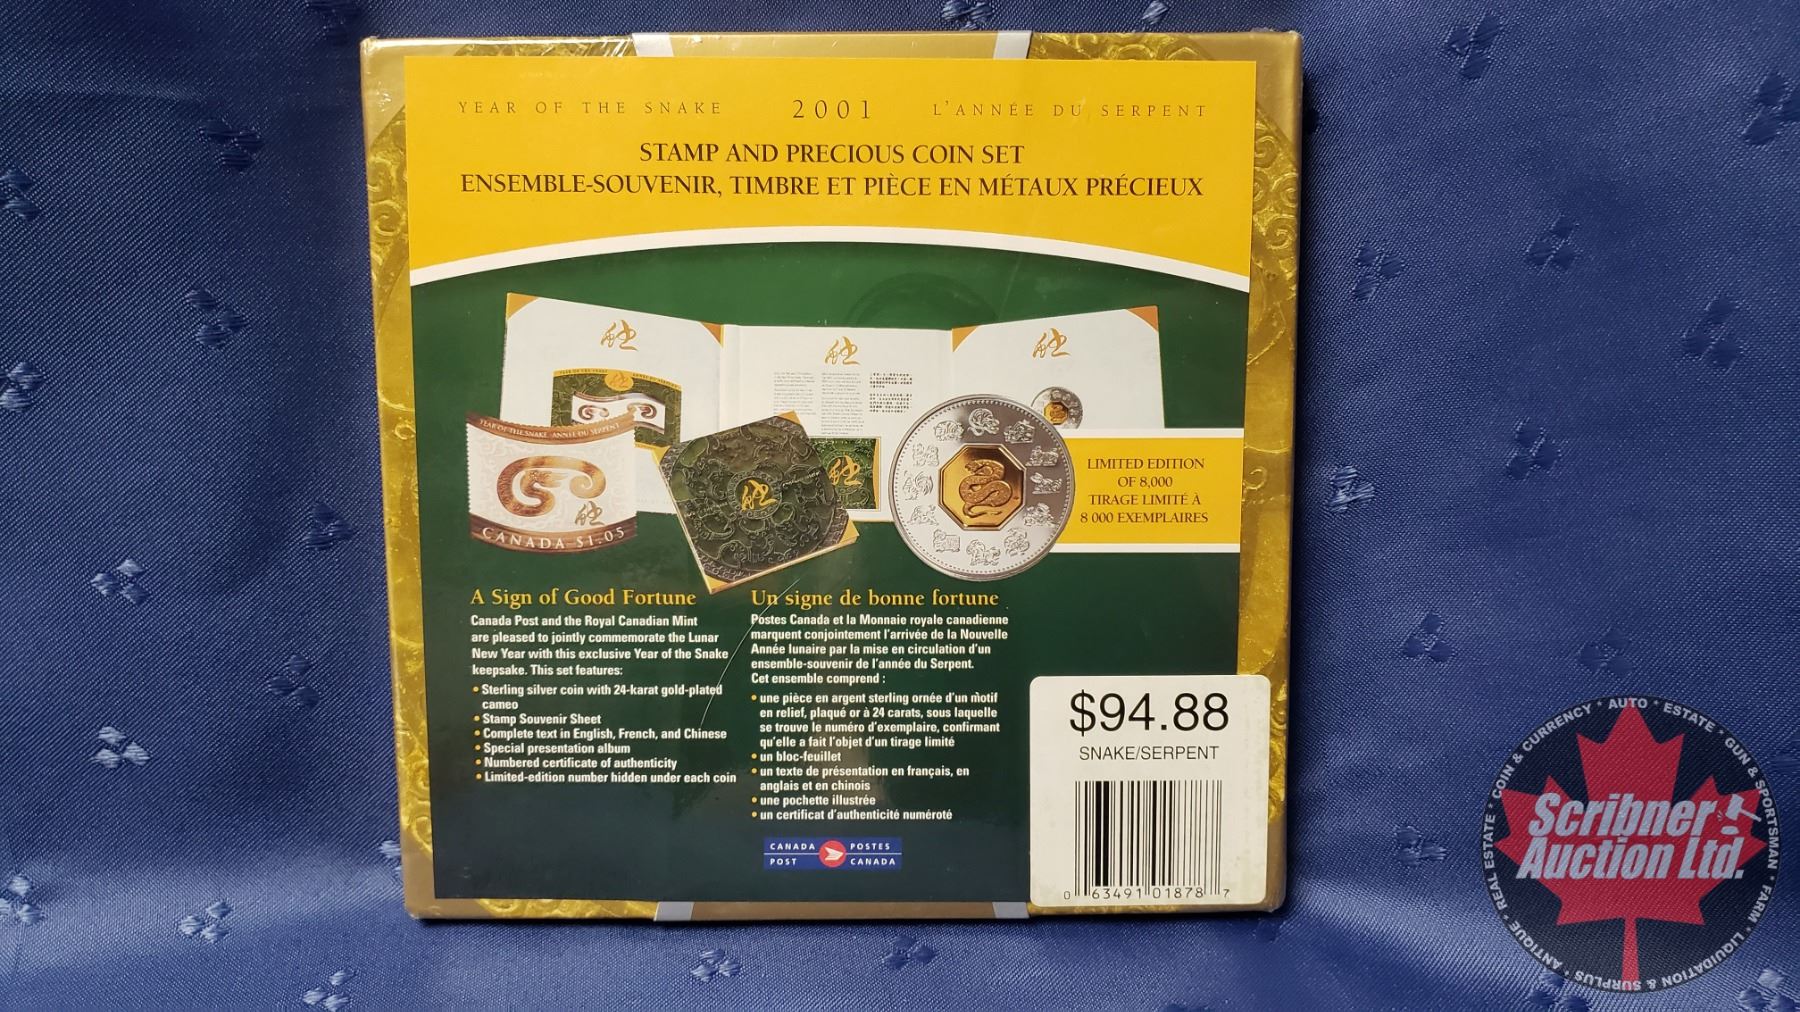 YEAR OF THE SNAKE 2001 L'ANNÉE DU SERPENT
STAMP AND PRECIOUS COIN SET
ENSEMBLE-SOUVENIR, TIMBRE ET PIÈCE EN MÉTAUX PRÉCIEUX
YEAR OF THE SNAKE ANNÉE DU SERPENT
CANADA $1.05
LIMITED EDITION
OF 8,000
TIRAGE LIMITÉ À
8 000 EXEMPLAIRES
A Sign of Good Fortune
Canada Post and the Royal Canadian Mint
are pleased to jointly commemorate the Lunar
New Year with this exclusive Year of the Snake
keepsake. This set features:
• Sterling silver coin with 24-karat gold-plated
cameo
• Stamp Souvenir Sheet
• Complete text in English, French, and Chinese
• Special presentation album
• Numbered certificate of authenticity
• Limited-edition number hidden under each coin
Un signe de bonne fortune
Postes Canada et la Monnaie royale canadienne
marquent conjointement l'arrivée de la Nouvelle
Année lunaire par la mise en circulation d'un
ensemble-souvenir de l'année du Serpent.
Cet ensemble comprend :
• une pièce en argent sterling ornée d'un motif
en relief, plaqué or à 24 carats, sous laquelle
se trouve le numéro d'exemplaire, confirmant
qu'elle a fait l'objet d'un tirage limité
• un bloc-feuillet
• un texte de présentation en français, en
anglais et en chinois
• une pochette illustrée
• un certificat d'authenticité numéroté
CANADA POSTES
POST CANADA
$94.88
SNAKE/SERPENT
0 63491 01878 7
Scribner
Auction Ltd.
AUTO * ESTATE * GUN & SPORTSMAN * FARM * LIQUIDATION & SURPLUS * ANTIQUE * REAL ESTATE * COIN & CURRENCY *